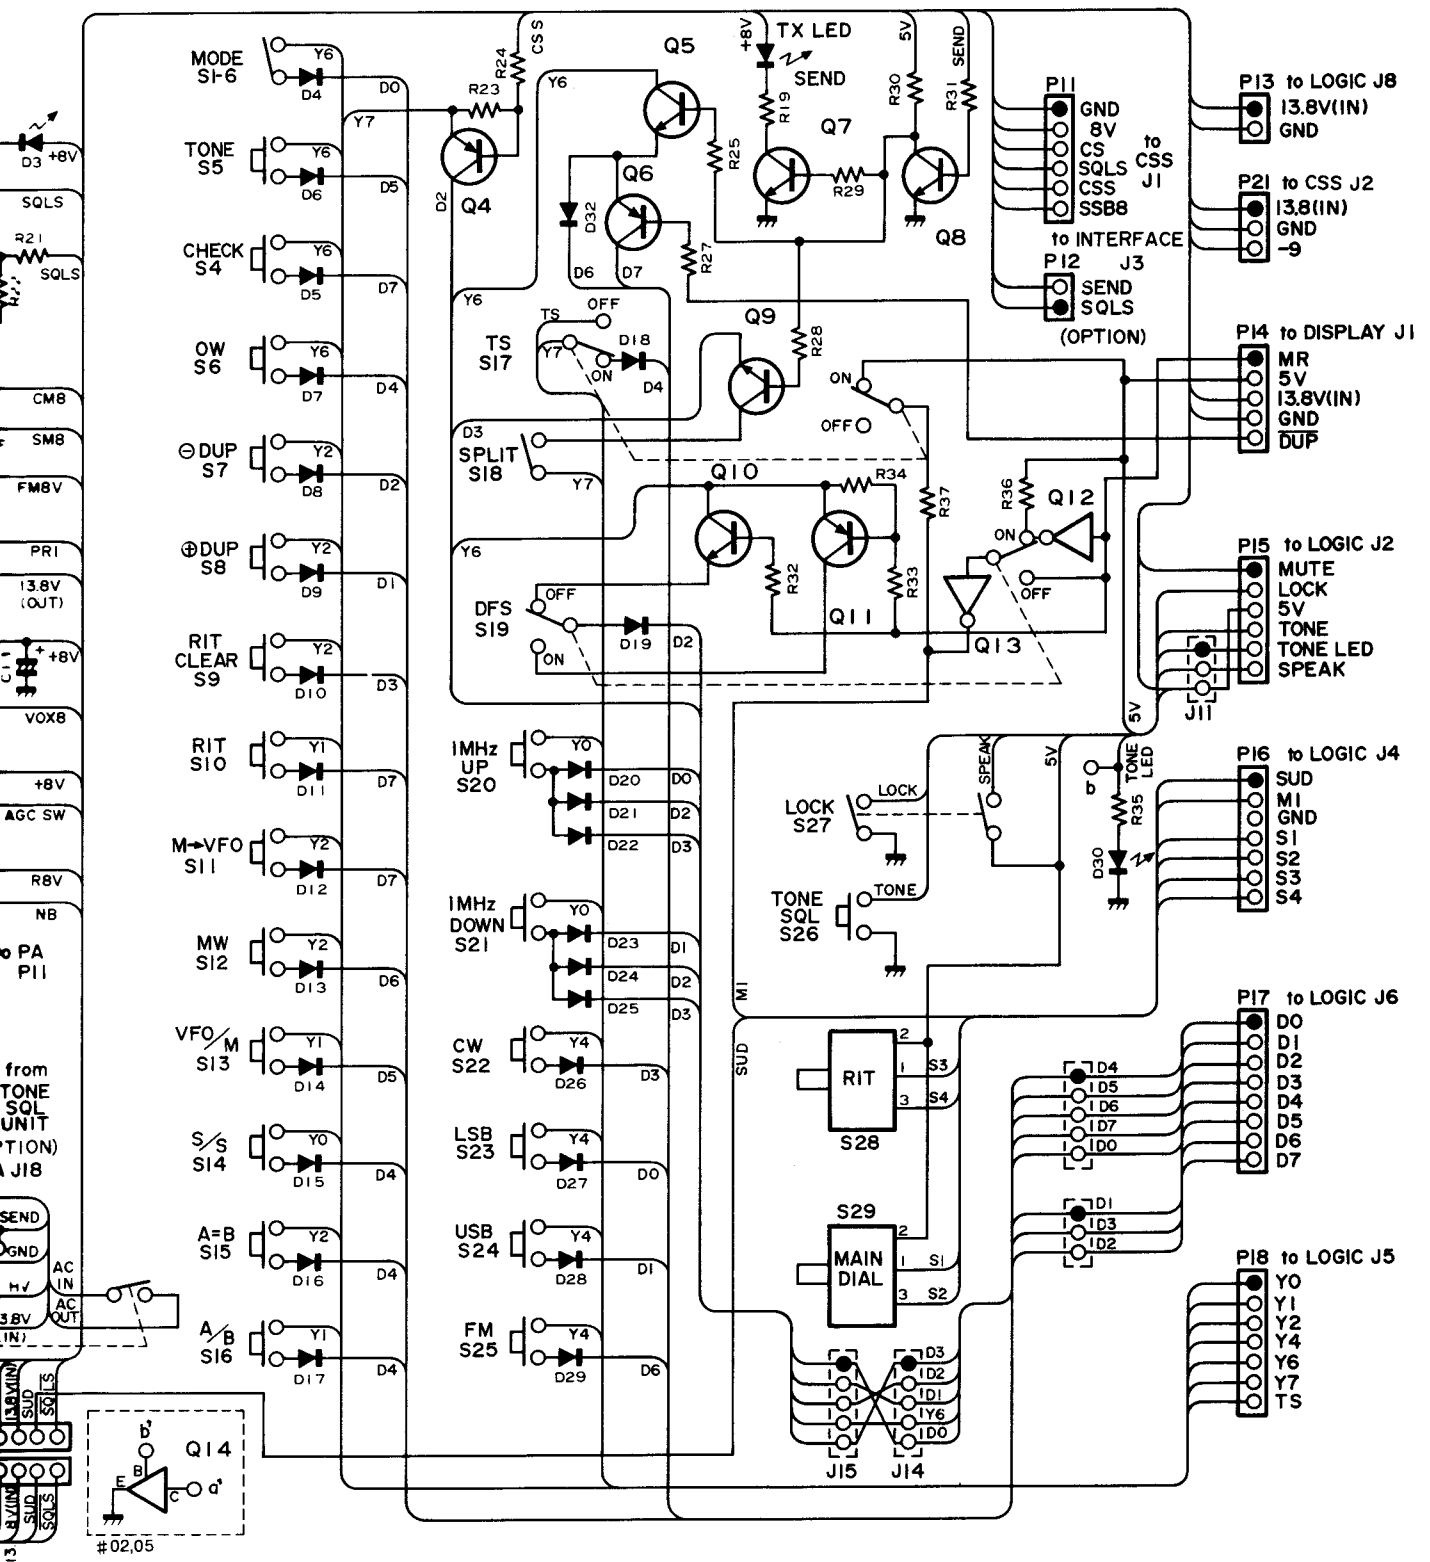 D3 +8V
SQLS
R21
SQLS
R22
CM8
SM8
FM8V
PR1
13.8V
(OUT)
+ +8V
VOX8
+8V
AGC SW
R8V
NB
PA
P11
from
TONE
SQL
UNIT
J18
SEND
GND
AC
IN
AC
OUT
13.8V(IN)
SUD
SQLS
SUD
SQLS
b'
Q14
B
E
C
a'
#02,05
MODE
S1-6
Y6
D4
D0
Y7
TONE
S5
Y6
D6
D5
CHECK
S4
Y6
D5
D7
OW
S6
Y6
D7
D4
⊖DUP
S7
Y2
D8
D2
⊕DUP
S8
Y2
D9
D1
RIT
CLEAR
S9
Y2
D10
D3
RIT
S10
Y1
D11
D7
M→VFO
S11
Y2
D12
D7
MW
S12
Y2
D13
D6
VFO/M
S13
Y1
D14
D5
S/S
S14
Y0
D15
D4
A=B
S15
Y2
D16
D4
A/B
S16
Y1
D17
D4
CSS
R24
R23
Q4
D2
Y6
Q5
Q6
D32
D6
D7
R25
R27
Y6
+8V
TX LED
SEND
R19
Q7
R29
5V
R30
SEND
R31
Q8
TS
S17
TS
OFF
Y7
D18
ON
D4
Q9
R28
D3
SPLIT
S18
Y7
ON
OFF
Q10
R34
R37
R36
Q12
ON
OFF
Y6
R32
R33
Q11
Q13
DFS
S19
OFF
ON
D19
D2
1MHz
UP
S20
Y0
D20
D0
D21
D2
D22
D3
1MHz
DOWN
S21
Y0
D23
D1
D24
D2
D25
D3
CW
S22
Y4
D26
D3
LSB
S23
Y4
D27
D0
USB
S24
Y4
D28
D1
FM
S25
Y4
D29
D6
M1
SUD
LOCK
S27
LOCK
SPEAK
5V
5V
b
TONE
LED
R35
D30
TONE
SQL
S26
TONE
RIT
S28
2
1
3
S3
S4
S29
MAIN
DIAL
2
1
3
S1
S2
J15
J14
D3
D2
D1
Y6
D0
D4
D5
D6
D7
D0
D1
D3
D2
P11
GND
8V
CS
SQLS
CSS
SSB8
to
CSS
J1
to INTERFACE
J3
P12
SEND
SQLS
(OPTION)
P13 to LOGIC J8
13.8V(IN)
GND
P21 to CSS J2
13.8(IN)
GND
-9
P14 to DISPLAY J1
MR
5V
13.8V(IN)
GND
DUP
P15 to LOGIC J2
MUTE
LOCK
5V
TONE
TONE LED
SPEAK
J11
P16 to LOGIC J4
SUD
M1
GND
S1
S2
S3
S4
P17 to LOGIC J6
D0
D1
D2
D3
D4
D5
D6
D7
P18 to LOGIC J5
Y0
Y1
Y2
Y4
Y6
Y7
TS